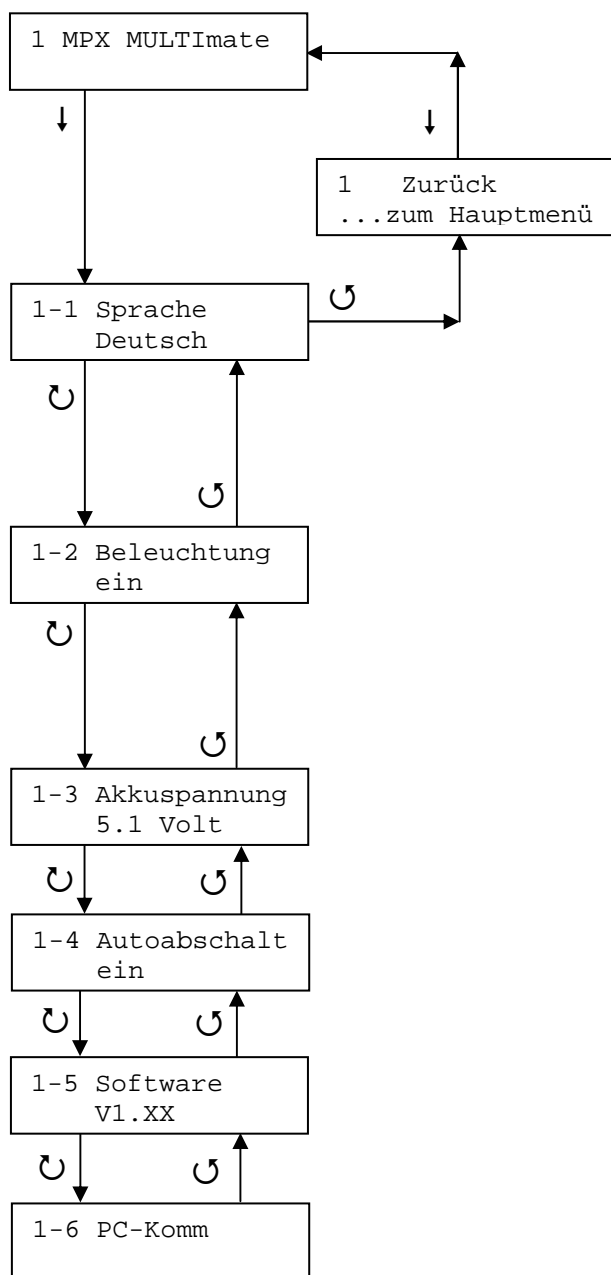 1 MPX MULTImate
1 Zurück
...zum Hauptmenü
1-1 Sprache
Deutsch
1-2 Beleuchtung
ein
1-3 Akkuspannung
5.1 Volt
1-4 Autoabschalt
ein
1-5 Software
V1.XX
1-6 PC-Komm